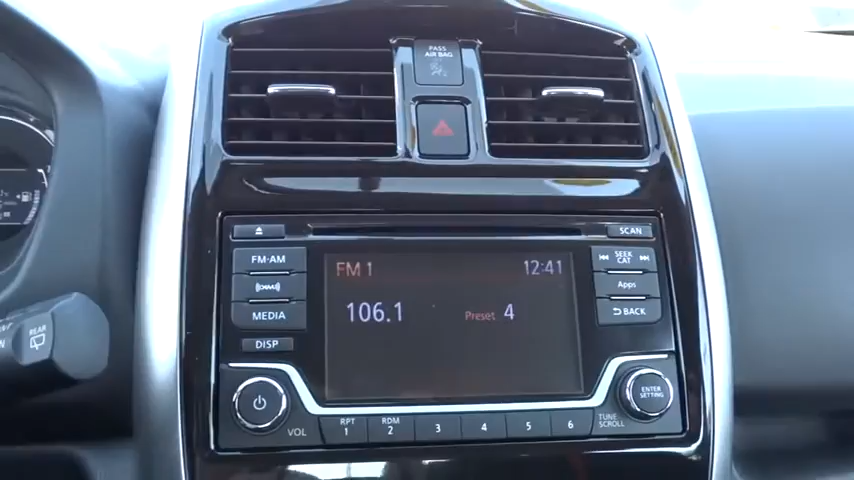 PASS
AIR BAG
SCAN
FM·AM
SEEK
CAT
FM 1
12:41
Apps
106.1
Preset 4
MEDIA
BACK
DISP
REAR
ENTER
SETTING
VOL
RPT
1
RDM
2
3
4
5
6
TUNE
SCROLL